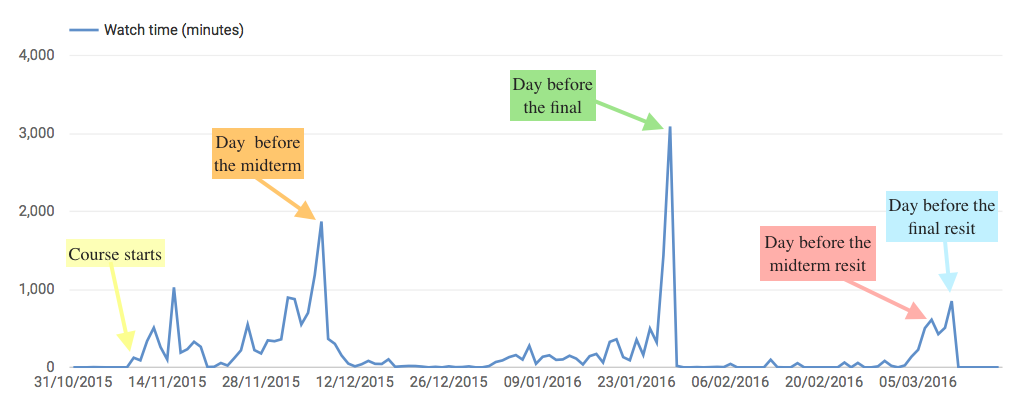 Watch time (minutes)
4,000
3,000
2,000
1,000
0
Day before
the final
Day before
the midterm
Day before the
final resit
Day before the
midterm resit
Course starts
31/10/2015
14/11/2015
28/11/2015
12/12/2015
26/12/2015
09/01/2016
23/01/2016
06/02/2016
20/02/2016
05/03/2016